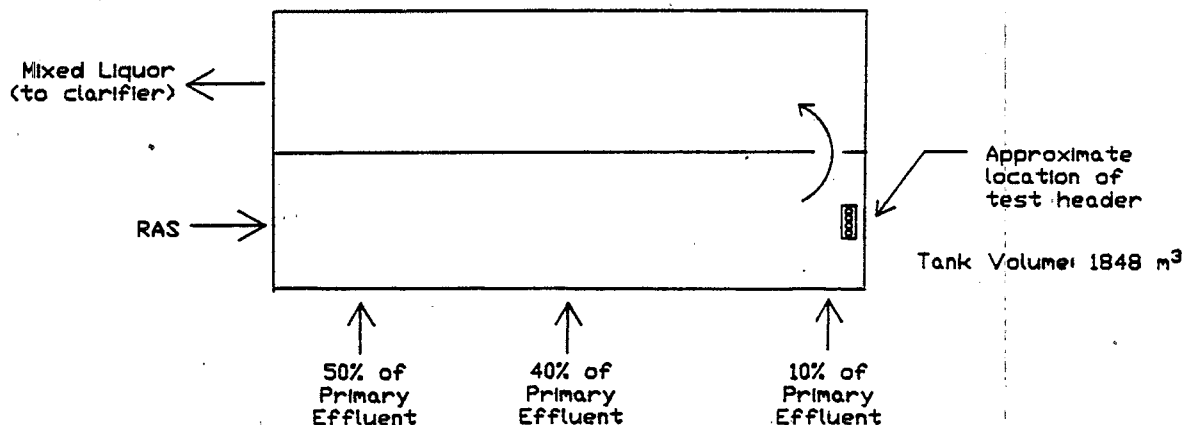 Mixed Liquor
(to clarifier)
RAS
Approximate
location of
test header
Tank Volume: 1848 m³
50% of
Primary
Effluent
40% of
Primary
Effluent
10% of
Primary
Effluent